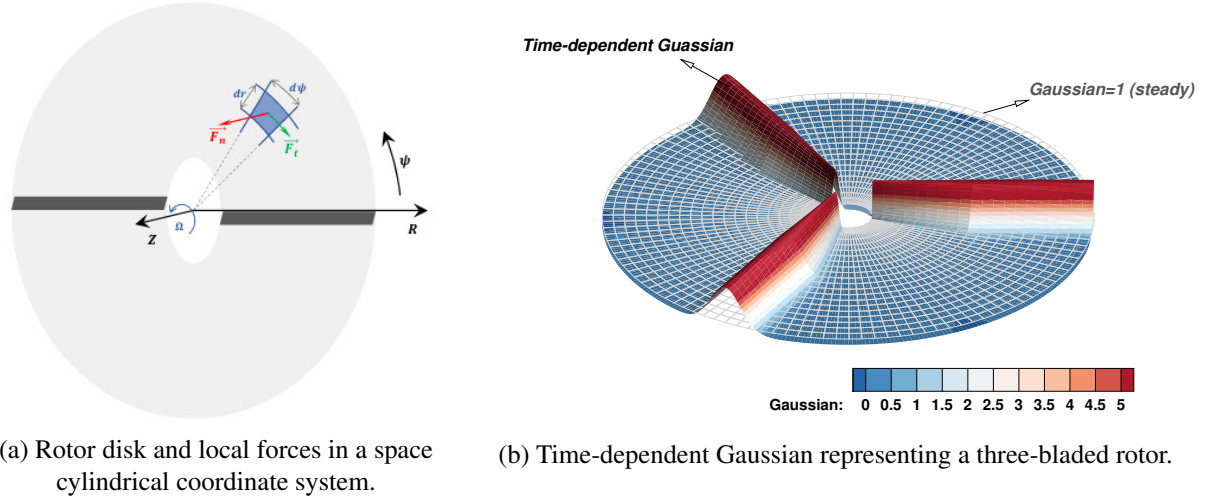 dr
dψ
F_n
F_t
ψ
Z
Ω
R
(a) Rotor disk and local forces in a space
cylindrical coordinate system.
Time-dependent Guassian
Gaussian=1 (steady)
Gaussian: 0 0.5 1 1.5 2 2.5 3 3.5 4 4.5 5
(b) Time-dependent Gaussian representing a three-bladed rotor.